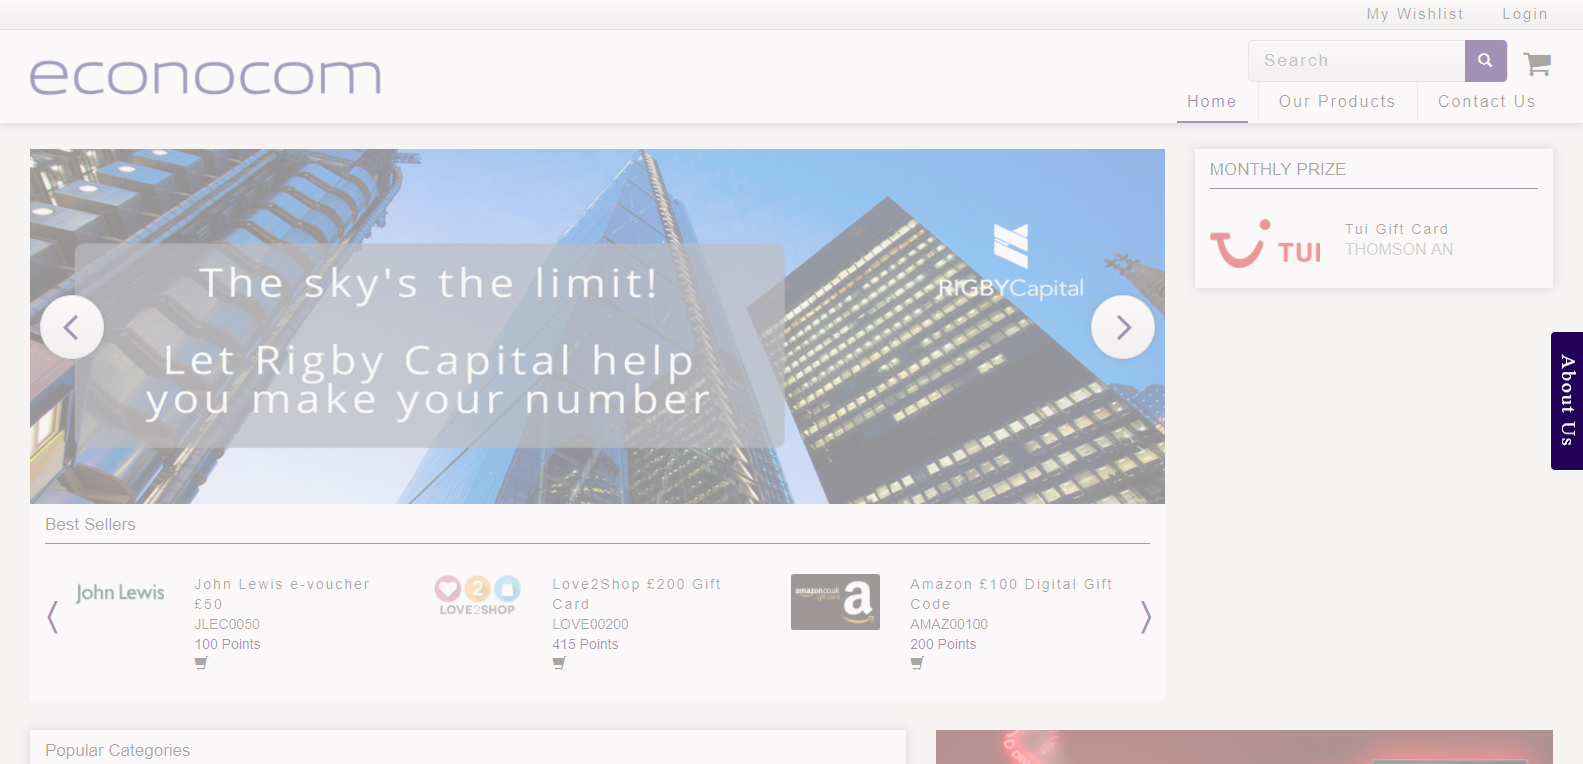 My Wishlist
Login
econocom
Search
Home
Our Products
Contact Us
The sky's the limit!
Let Rigby Capital help
you make your number
RIGBYCapital
MONTHLY PRIZE
TUI
Tui Gift Card
THOMSON AN
About Us
Best Sellers
John Lewis
John Lewis e-voucher
£50
JLEC0050
100 Points
2
LOVE2SHOP
Love2Shop £200 Gift
Card
LOVE00200
415 Points
amazon.co.uk
gift card
a
Amazon £100 Digital Gift
Code
AMAZ00100
200 Points
Popular Categories